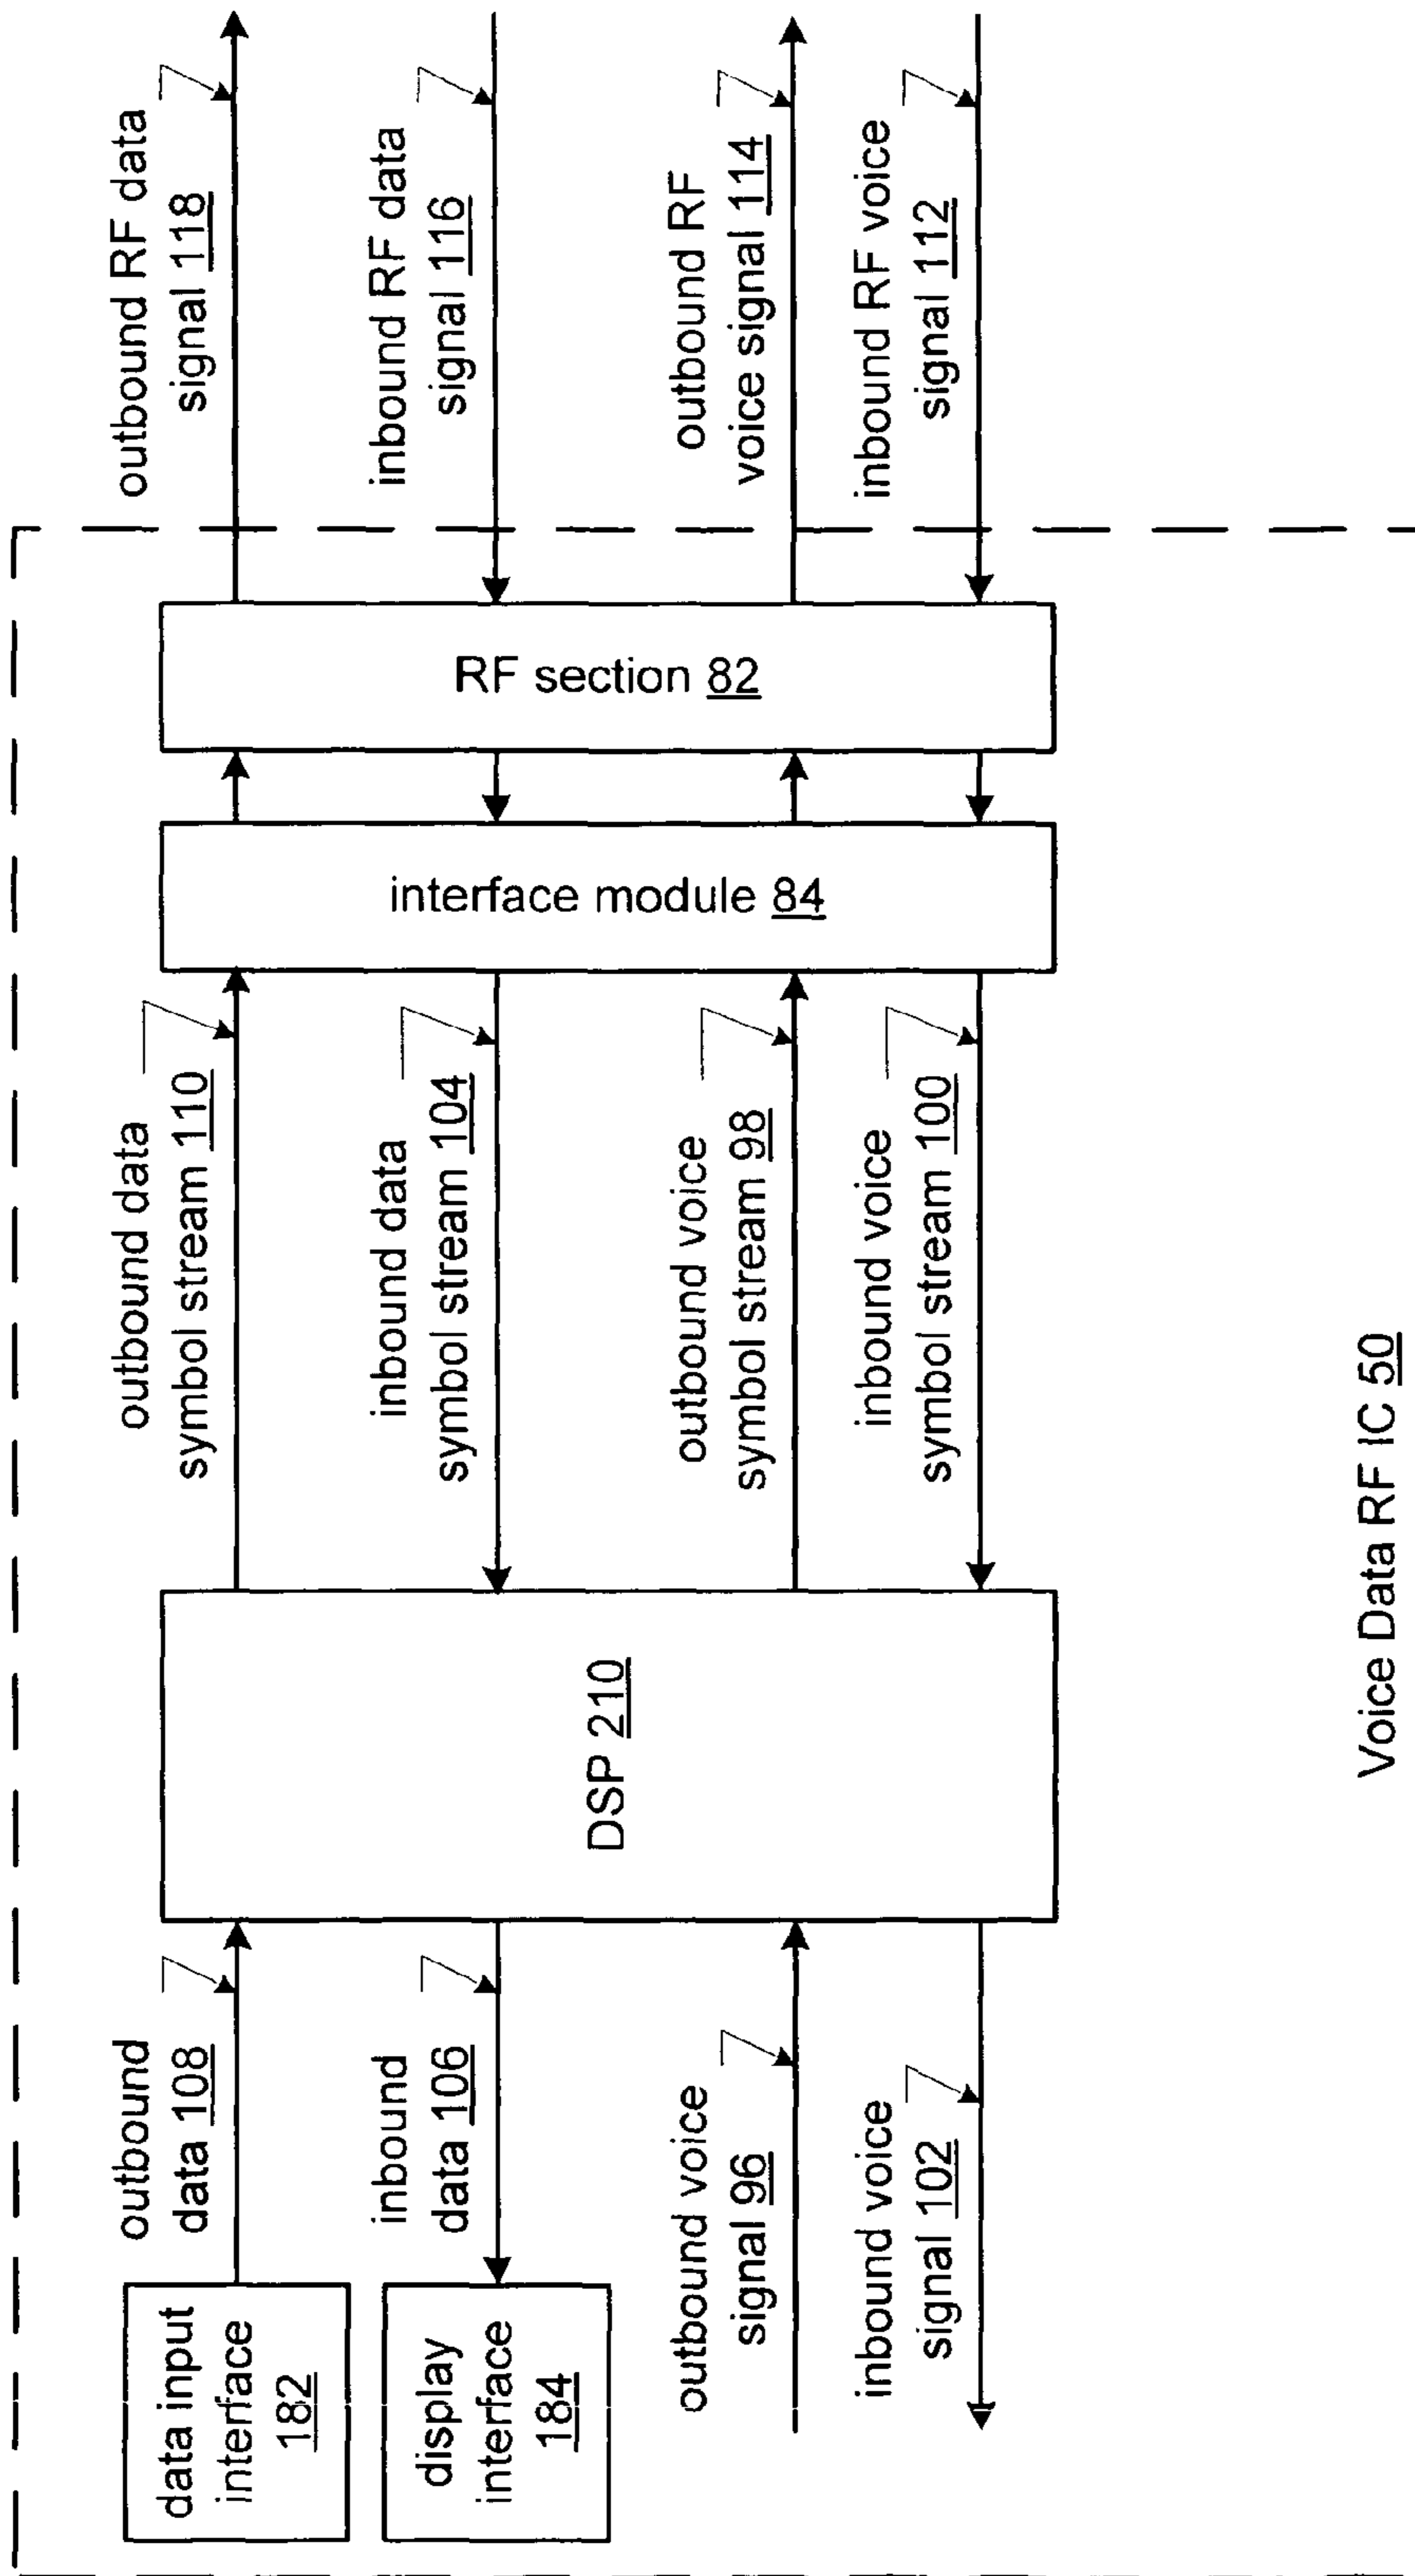 data input
interface
182
outbound
data 108
outbound data
symbol stream 110
outbound RF data
signal 118
display
interface
184
inbound
data 106
inbound data
symbol stream 104
inbound RF data
signal 116
DSP 210
interface module 84
RF section 82
outbound voice
signal 96
outbound voice
symbol stream 98
outbound RF
voice signal 114
inbound voice
signal 102
inbound voice
symbol stream 100
inbound RF voice
signal 112
Voice Data RF IC 50